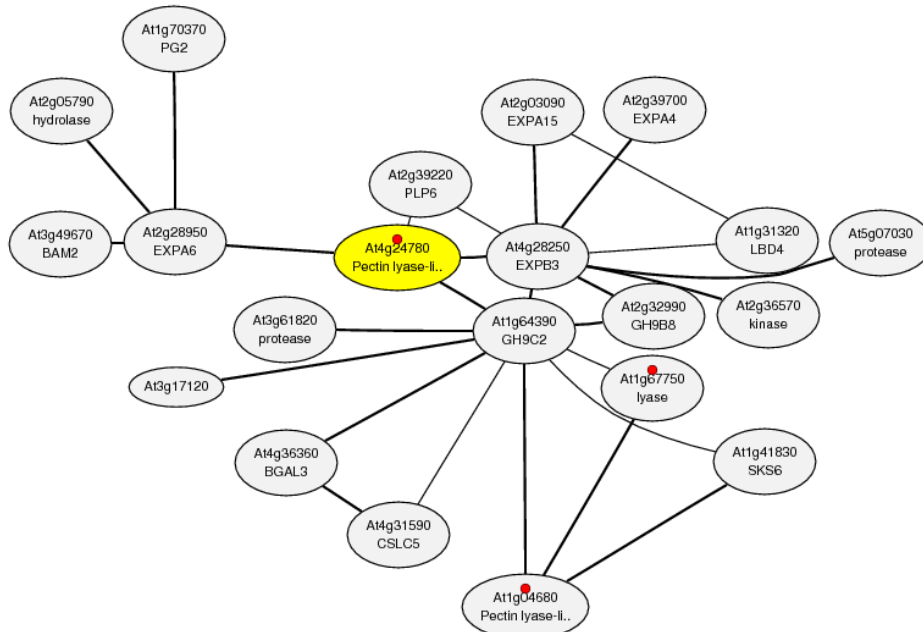 At1g70370
PG2
At2g05790
hydrolase
At2g03090
EXPA15
At2g39700
EXPA4
At2g39220
PLP6
At3g49670
BAM2
At2g28950
EXPA6
At4g24780
Pectin lyase-li..
At4g28250
EXPB3
At1g31320
LBD4
At5g07030
protease
At3g61820
protease
At1g64390
GH9C2
At2g32990
GH9B8
At2g36570
kinase
At3g17120
At1g67750
lyase
At4g36360
BGAL3
At1g41830
SKS6
At4g31590
CSLC5
At1g04680
Pectin lyase-li..